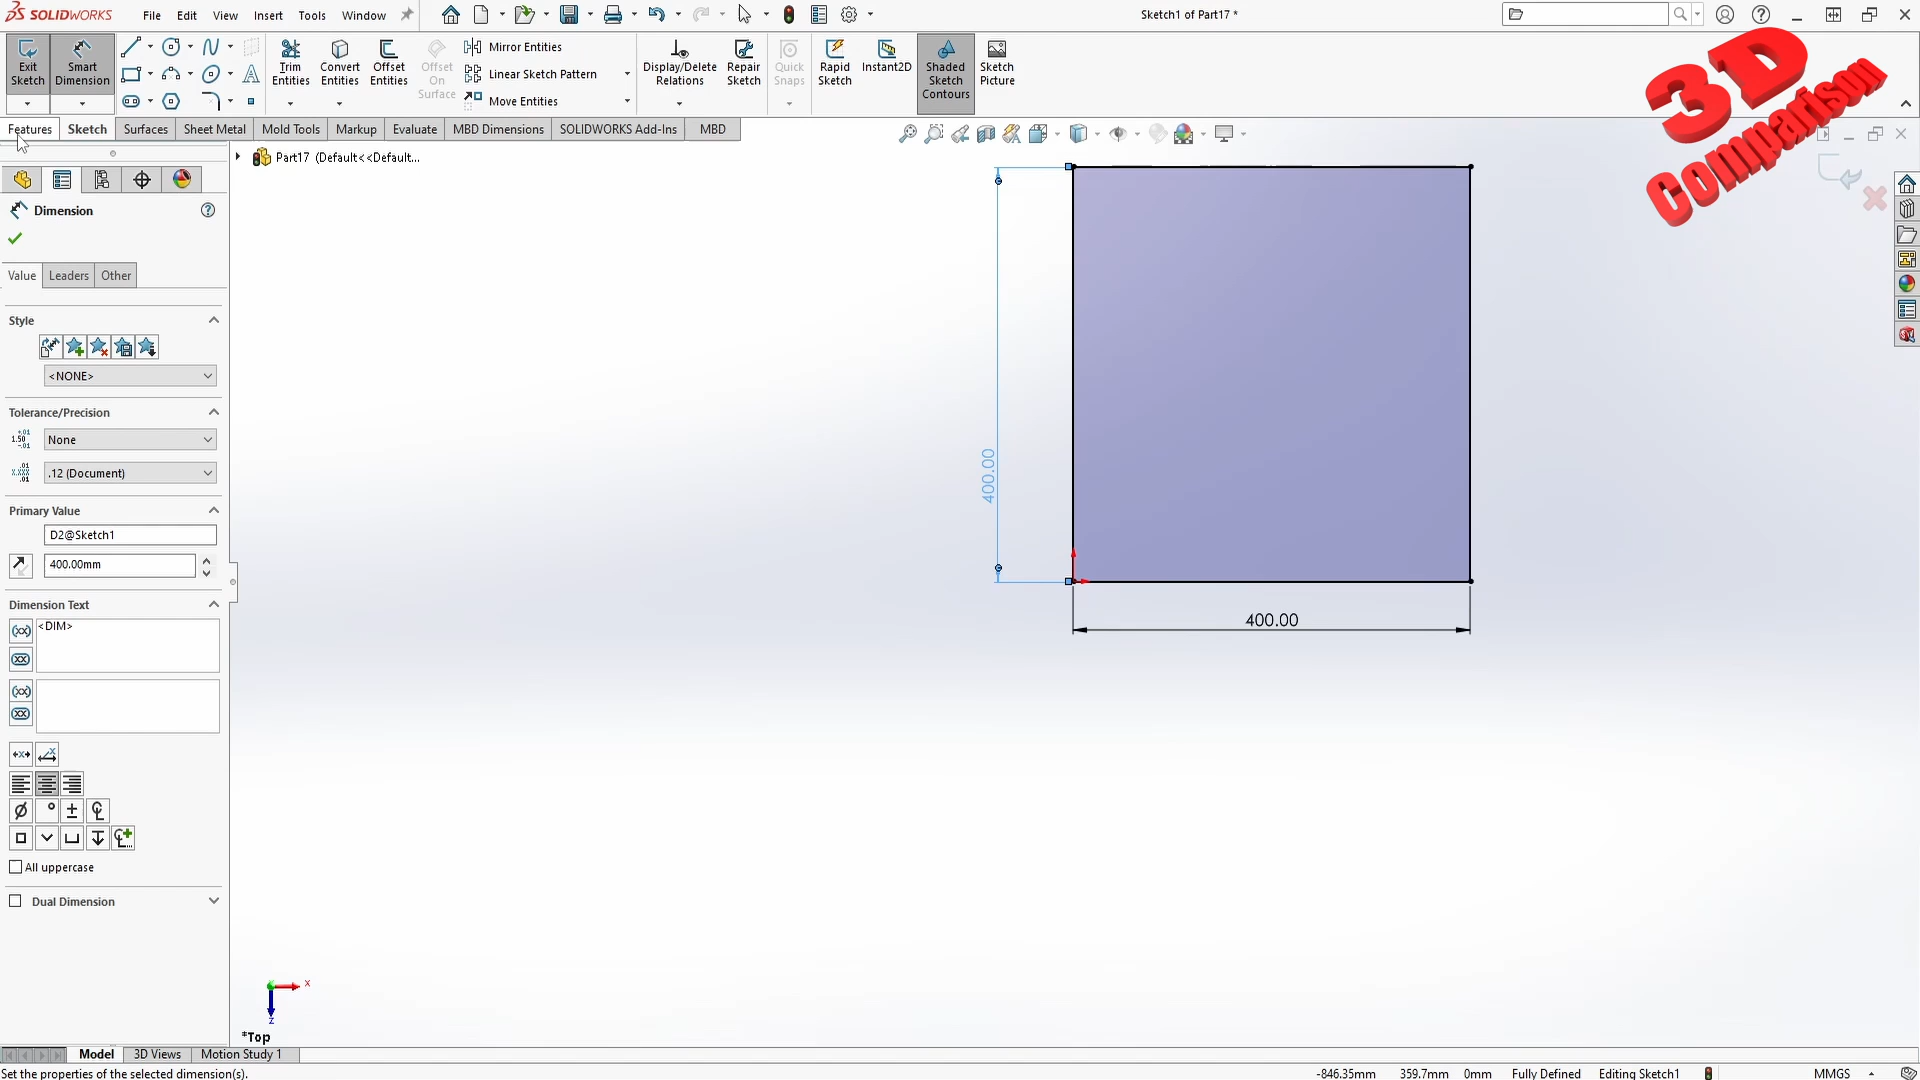 SOLIDWORKS File Edit View Insert Tools Window Sketch1 of Part17 *
Exit Sketch
Smart Dimension
Trim Entities
Convert Entities
Offset Entities
Offset On Surface
Mirror Entities
Linear Sketch Pattern
Move Entities
Display/Delete Relations
Repair Sketch
Quick Snaps
Rapid Sketch
Instant2D
Shaded Sketch Contours
Sketch Picture
3D
Comparison
Features Sketch Surfaces Sheet Metal Mold Tools Markup Evaluate MBD Dimensions SOLIDWORKS Add-Ins MBD
Part17 (Default<<Default...
Dimension
Value Leaders Other
Style
<NONE>
Tolerance/Precision
None
.12 (Document)
Primary Value
D2@Sketch1
400.00mm
Dimension Text
<DIM>
All uppercase
Dual Dimension
400.00
400.00
x
z
*Top
Model 3D Views Motion Study 1
Set the properties of the selected dimension(s). -846.35mm 359.7mm 0mm Fully Defined Editing Sketch1 MMGS